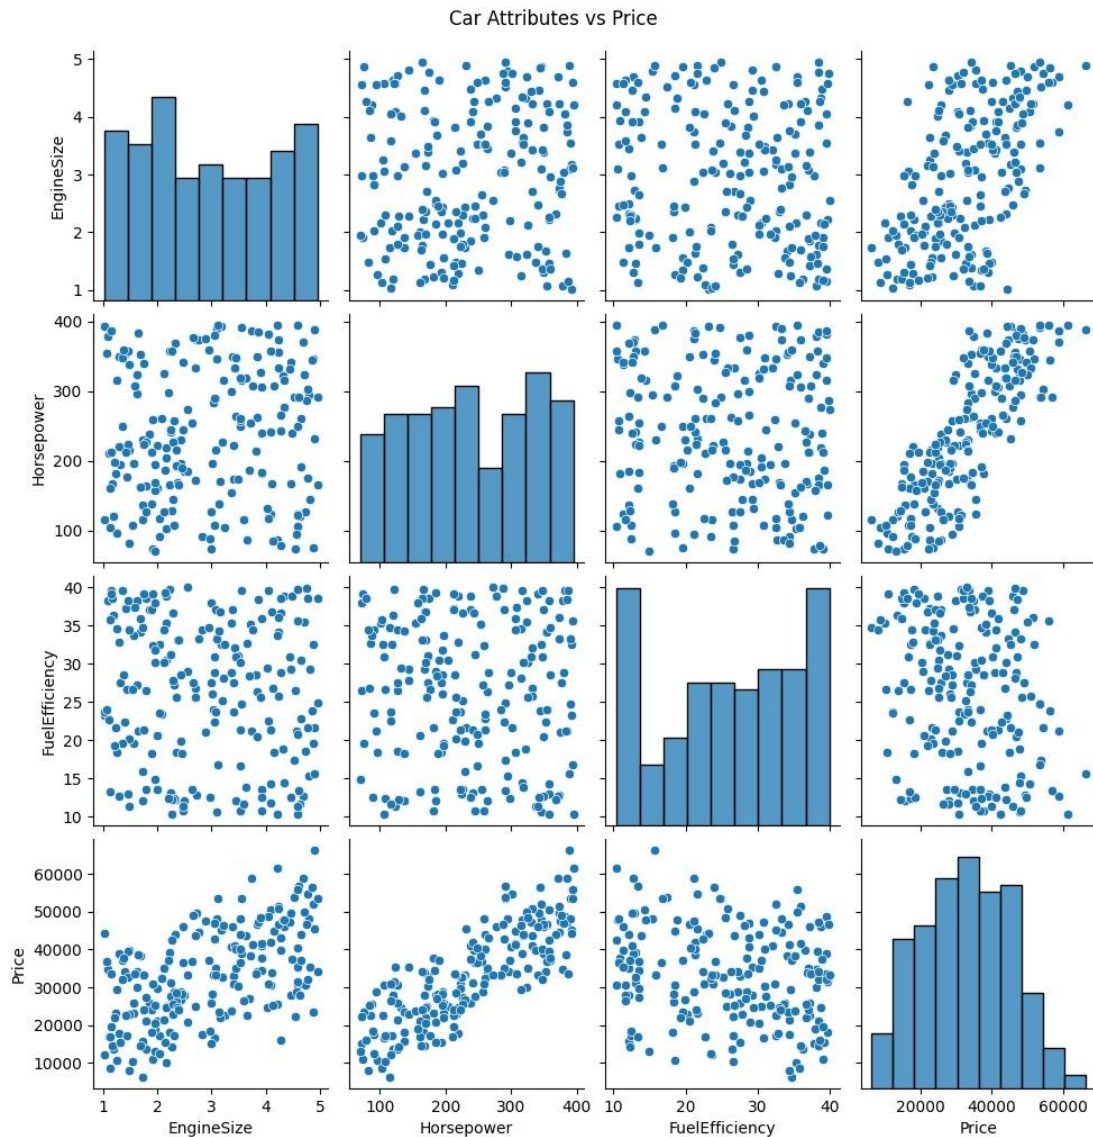 Car Attributes vs Price
5
4
3
2
1
EngineSize
400
300
200
100
Horsepower
40
35
30
25
20
15
10
FuelEfficiency
60000
50000
40000
30000
20000
10000
Price
1 2 3 4 5
100 200 300 400
10 20 30 40
20000 40000 60000
EngineSize
Horsepower
FuelEfficiency
Price